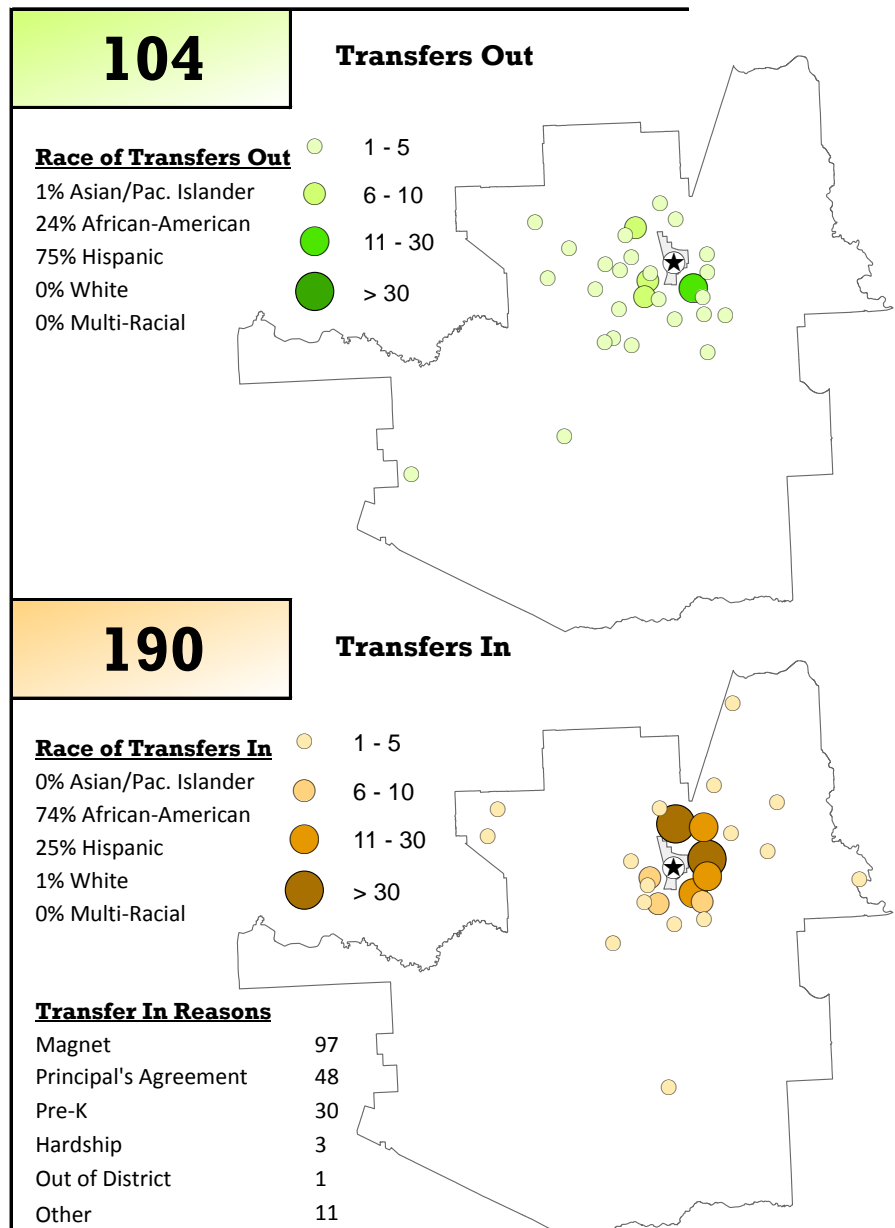 104
Transfers Out
Race of Transfers Out
1% Asian/Pac. Islander
24% African-American
75% Hispanic
0% White
0% Multi-Racial
1 - 5
6 - 10
11 - 30
> 30
190
Transfers In
Race of Transfers In
0% Asian/Pac. Islander
74% African-American
25% Hispanic
1% White
0% Multi-Racial
1 - 5
6 - 10
11 - 30
> 30
Transfer In Reasons
Magnet 97
Principal's Agreement 48
Pre-K 30
Hardship 3
Out of District 1
Other 11